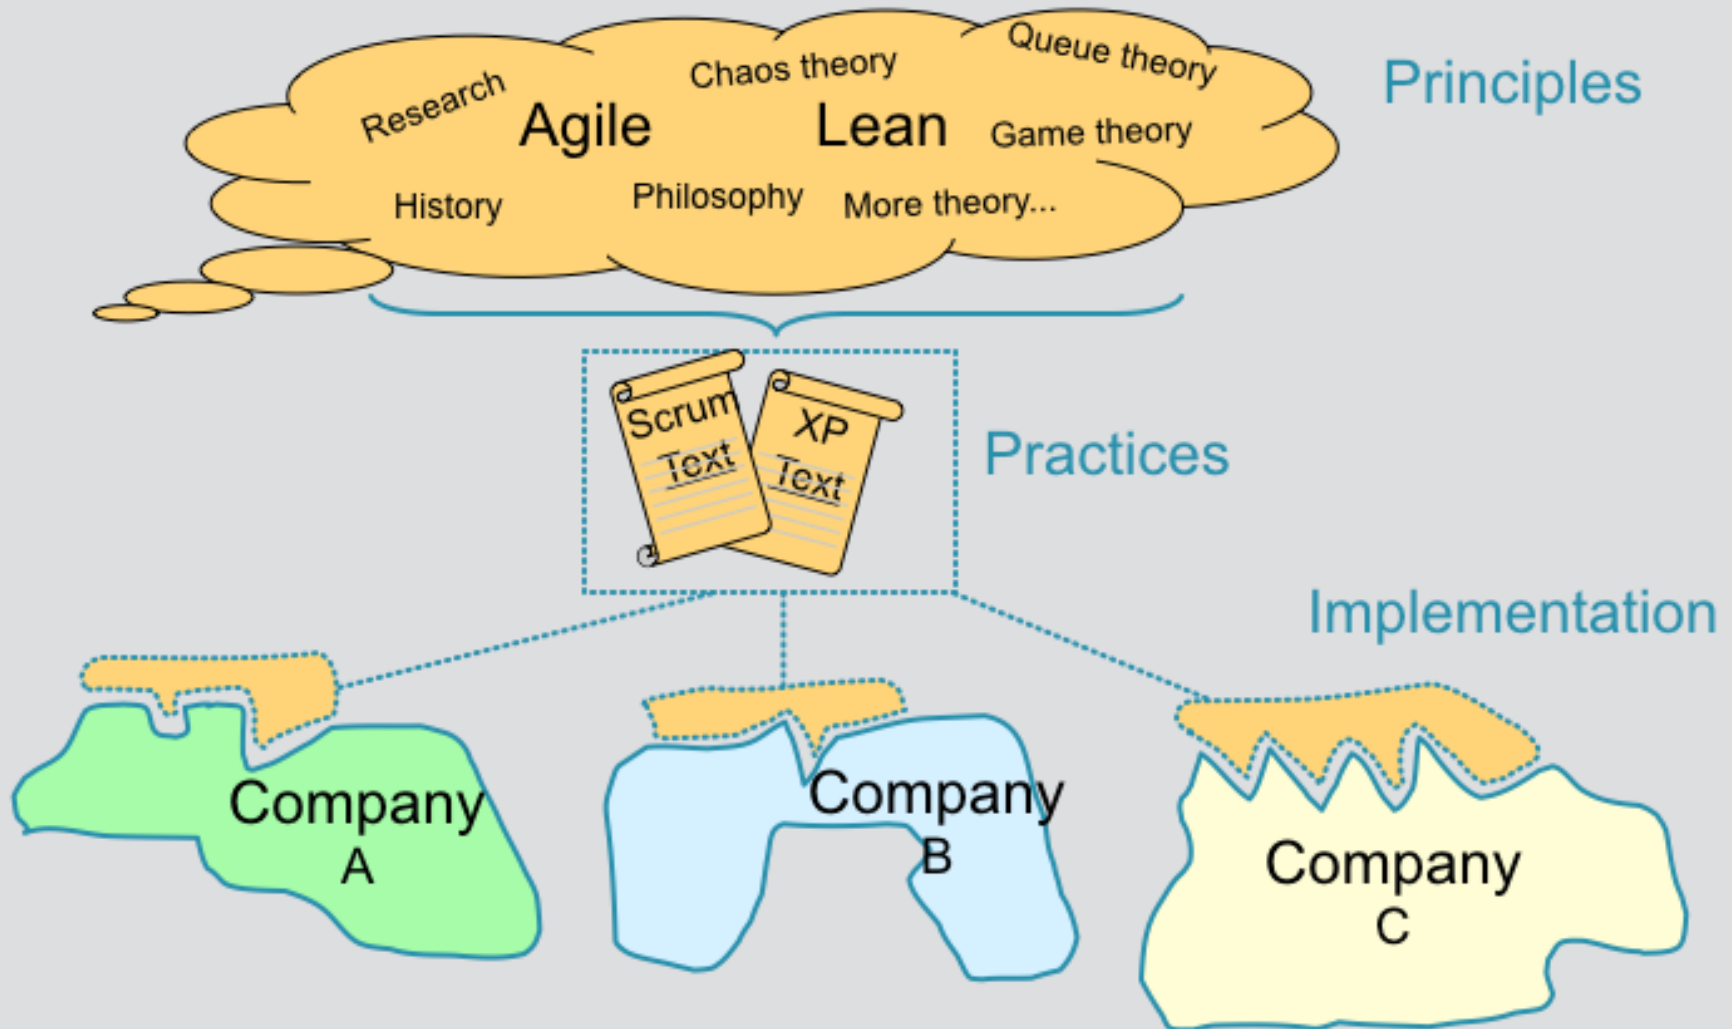 Queue theory
Chaos theory
Principles
Research
Agile
Lean
Game theory
History
Philosophy
More theory...
Scrum
Text
XP
Text
Practices
Implementation
Company
A
Company
B
Company
C